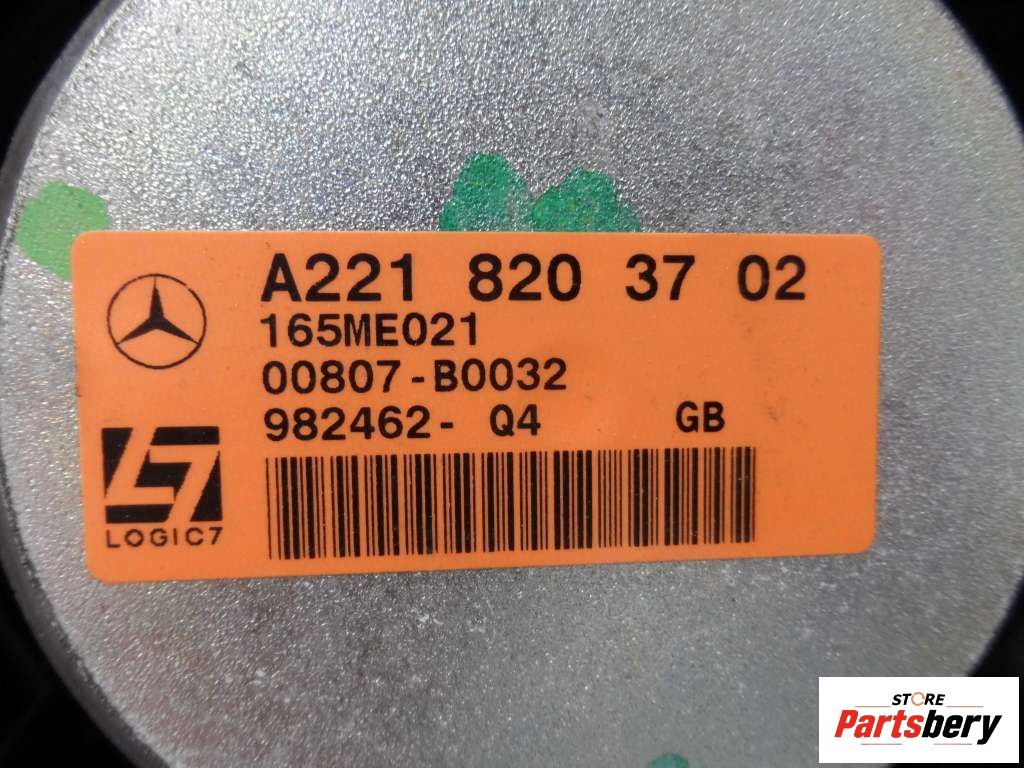 A221 820 37 02
165ME021
00807-B0032
982462- Q4 GB
LOGIC7
STORE
Partsbery